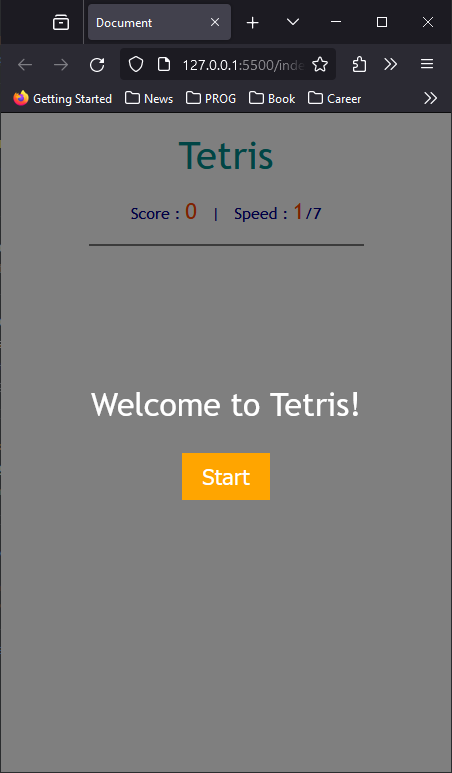 Document
127.0.0.1:5500/inde
Getting Started News PROG Book Career
Tetris
Score : 0 | Speed : 1/7
Welcome to Tetris!
Start